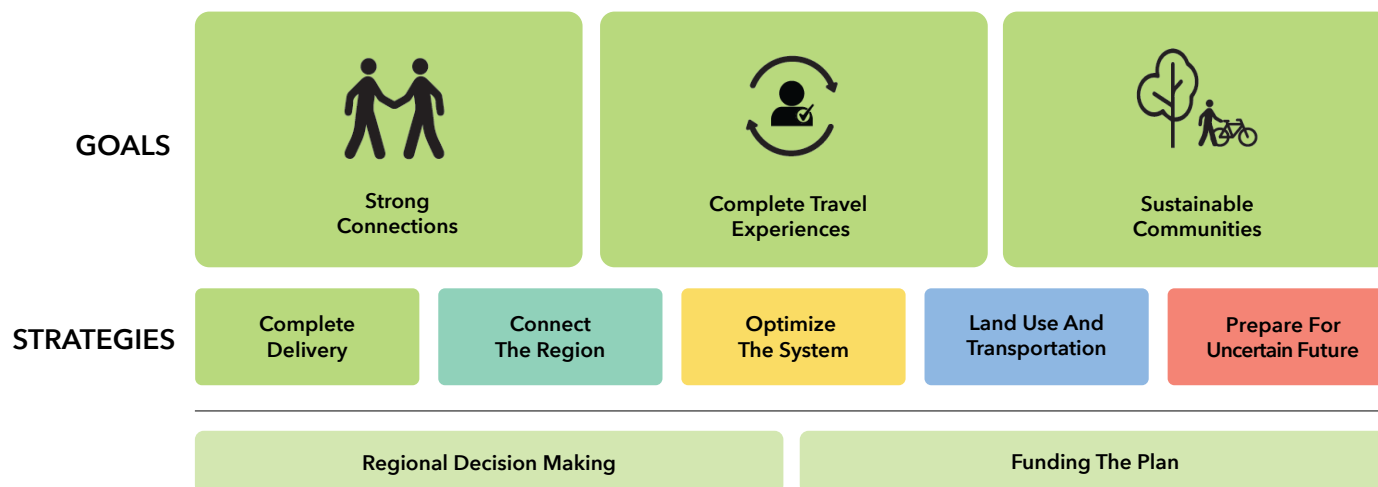 GOALS
Strong
Connections
Complete Travel
Experiences
Sustainable
Communities
STRATEGIES
Complete
Delivery
Connect
The Region
Optimize
The System
Land Use And
Transportation
Prepare For
Uncertain Future
Regional Decision Making
Funding The Plan